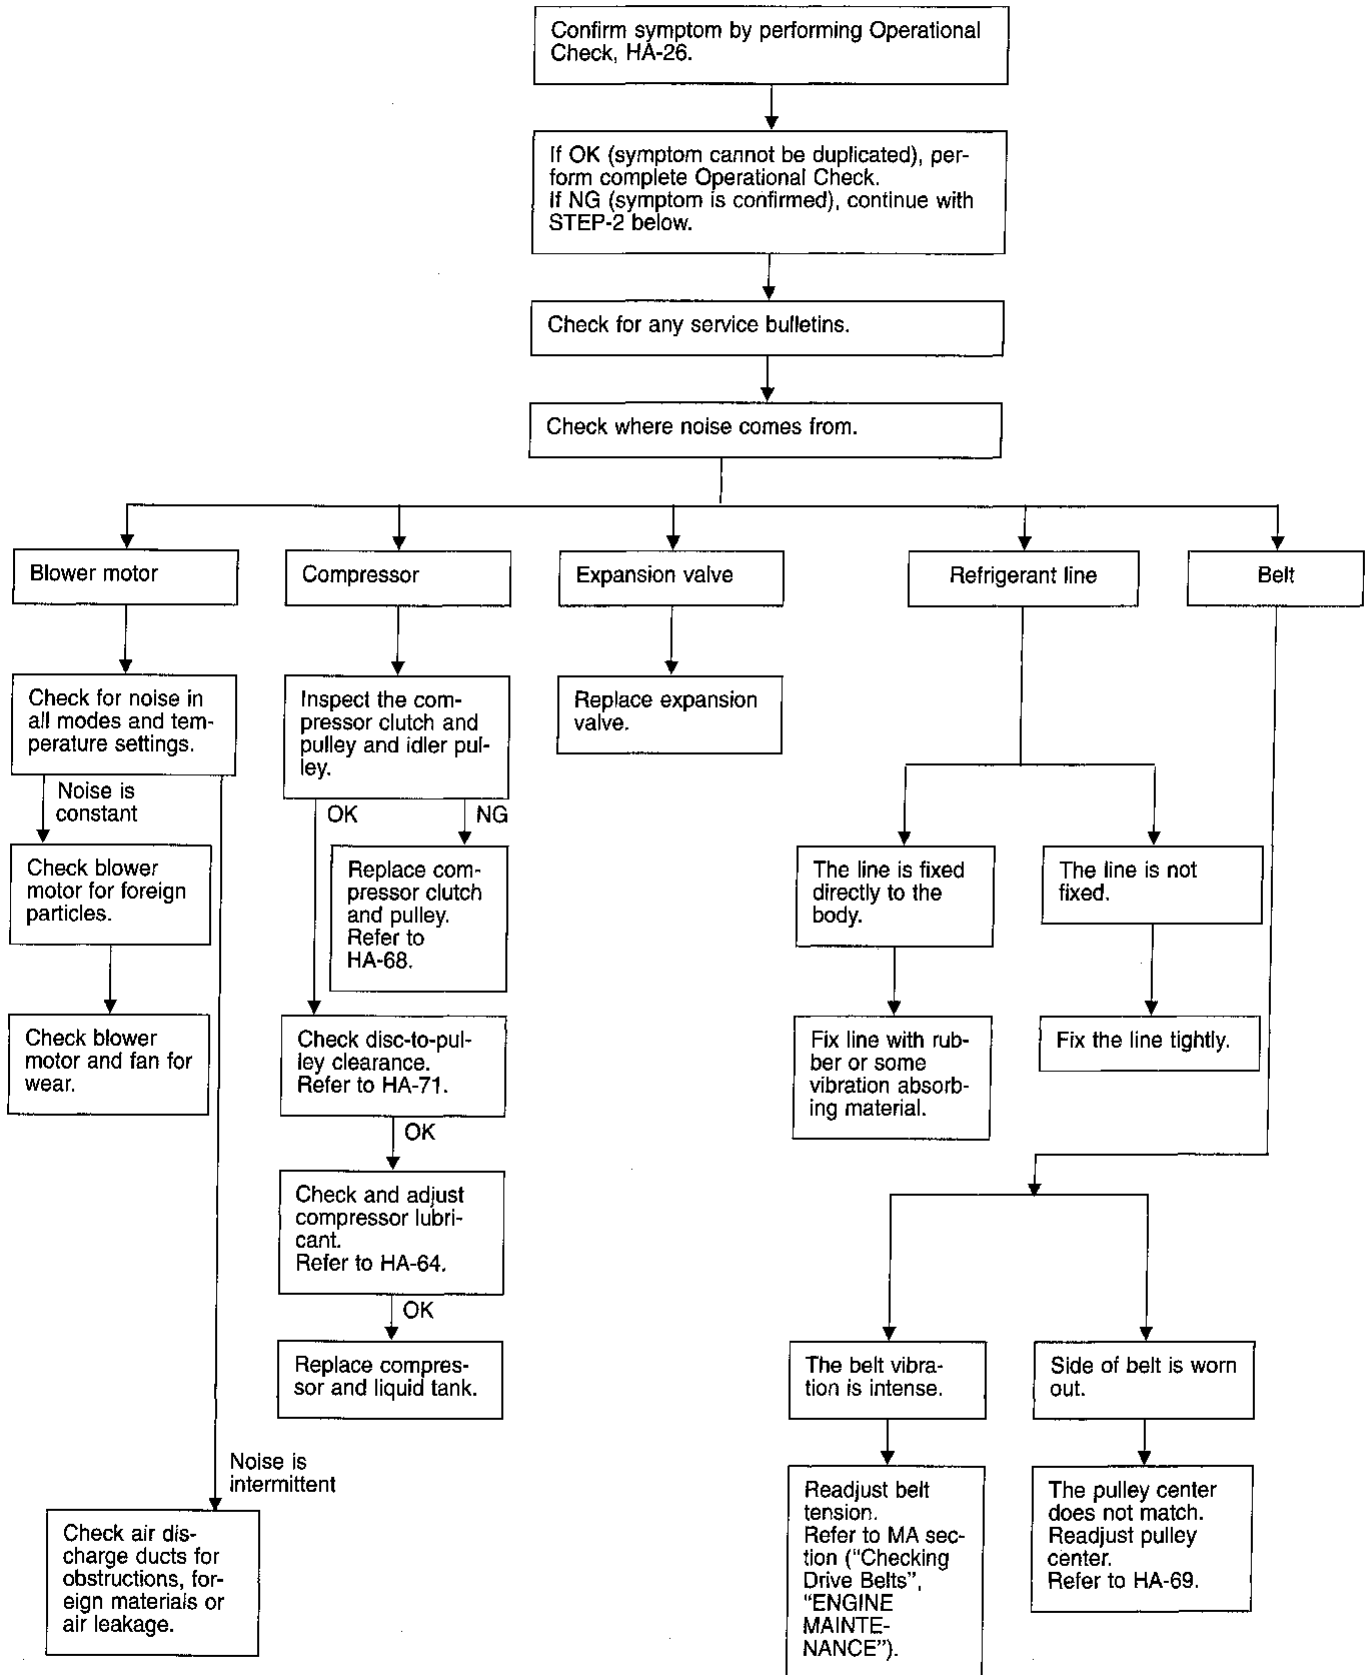 Confirm symptom by performing Operational
Check, HA-26.
If OK (symptom cannot be duplicated), per-
form complete Operational Check.
If NG (symptom is confirmed), continue with
STEP-2 below.
Check for any service bulletins.
Check where noise comes from.
Blower motor
Compressor
Expansion valve
Refrigerant line
Belt
Check for noise in
all modes and tem-
perature settings.
Inspect the com-
pressor clutch and
pulley and idler pul-
ley.
Replace expansion
valve.
Noise is
constant
OK
NG
Check blower
motor for foreign
particles.
Replace com-
pressor clutch
and pulley.
Refer to
HA-68.
The line is fixed
directly to the
body.
The line is not
fixed.
Check blower
motor and fan for
wear.
Check disc-to-pul-
ley clearance.
Refer to HA-71.
Fix line with rub-
ber or some
vibration absorb-
ing material.
Fix the line tightly.
OK
Check and adjust
compressor lubri-
cant.
Refer to HA-64.
OK
Replace compres-
sor and liquid tank.
The belt vibra-
tion is intense.
Side of belt is worn
out.
Noise is
intermittent
Check air dis-
charge ducts for
obstructions, for-
eign materials or
air leakage.
Readjust belt
tension.
Refer to MA sec-
tion ("Checking
Drive Belts",
"ENGINE
MAINTE-
NANCE").
The pulley center
does not match.
Readjust pulley
center.
Refer to HA-69.